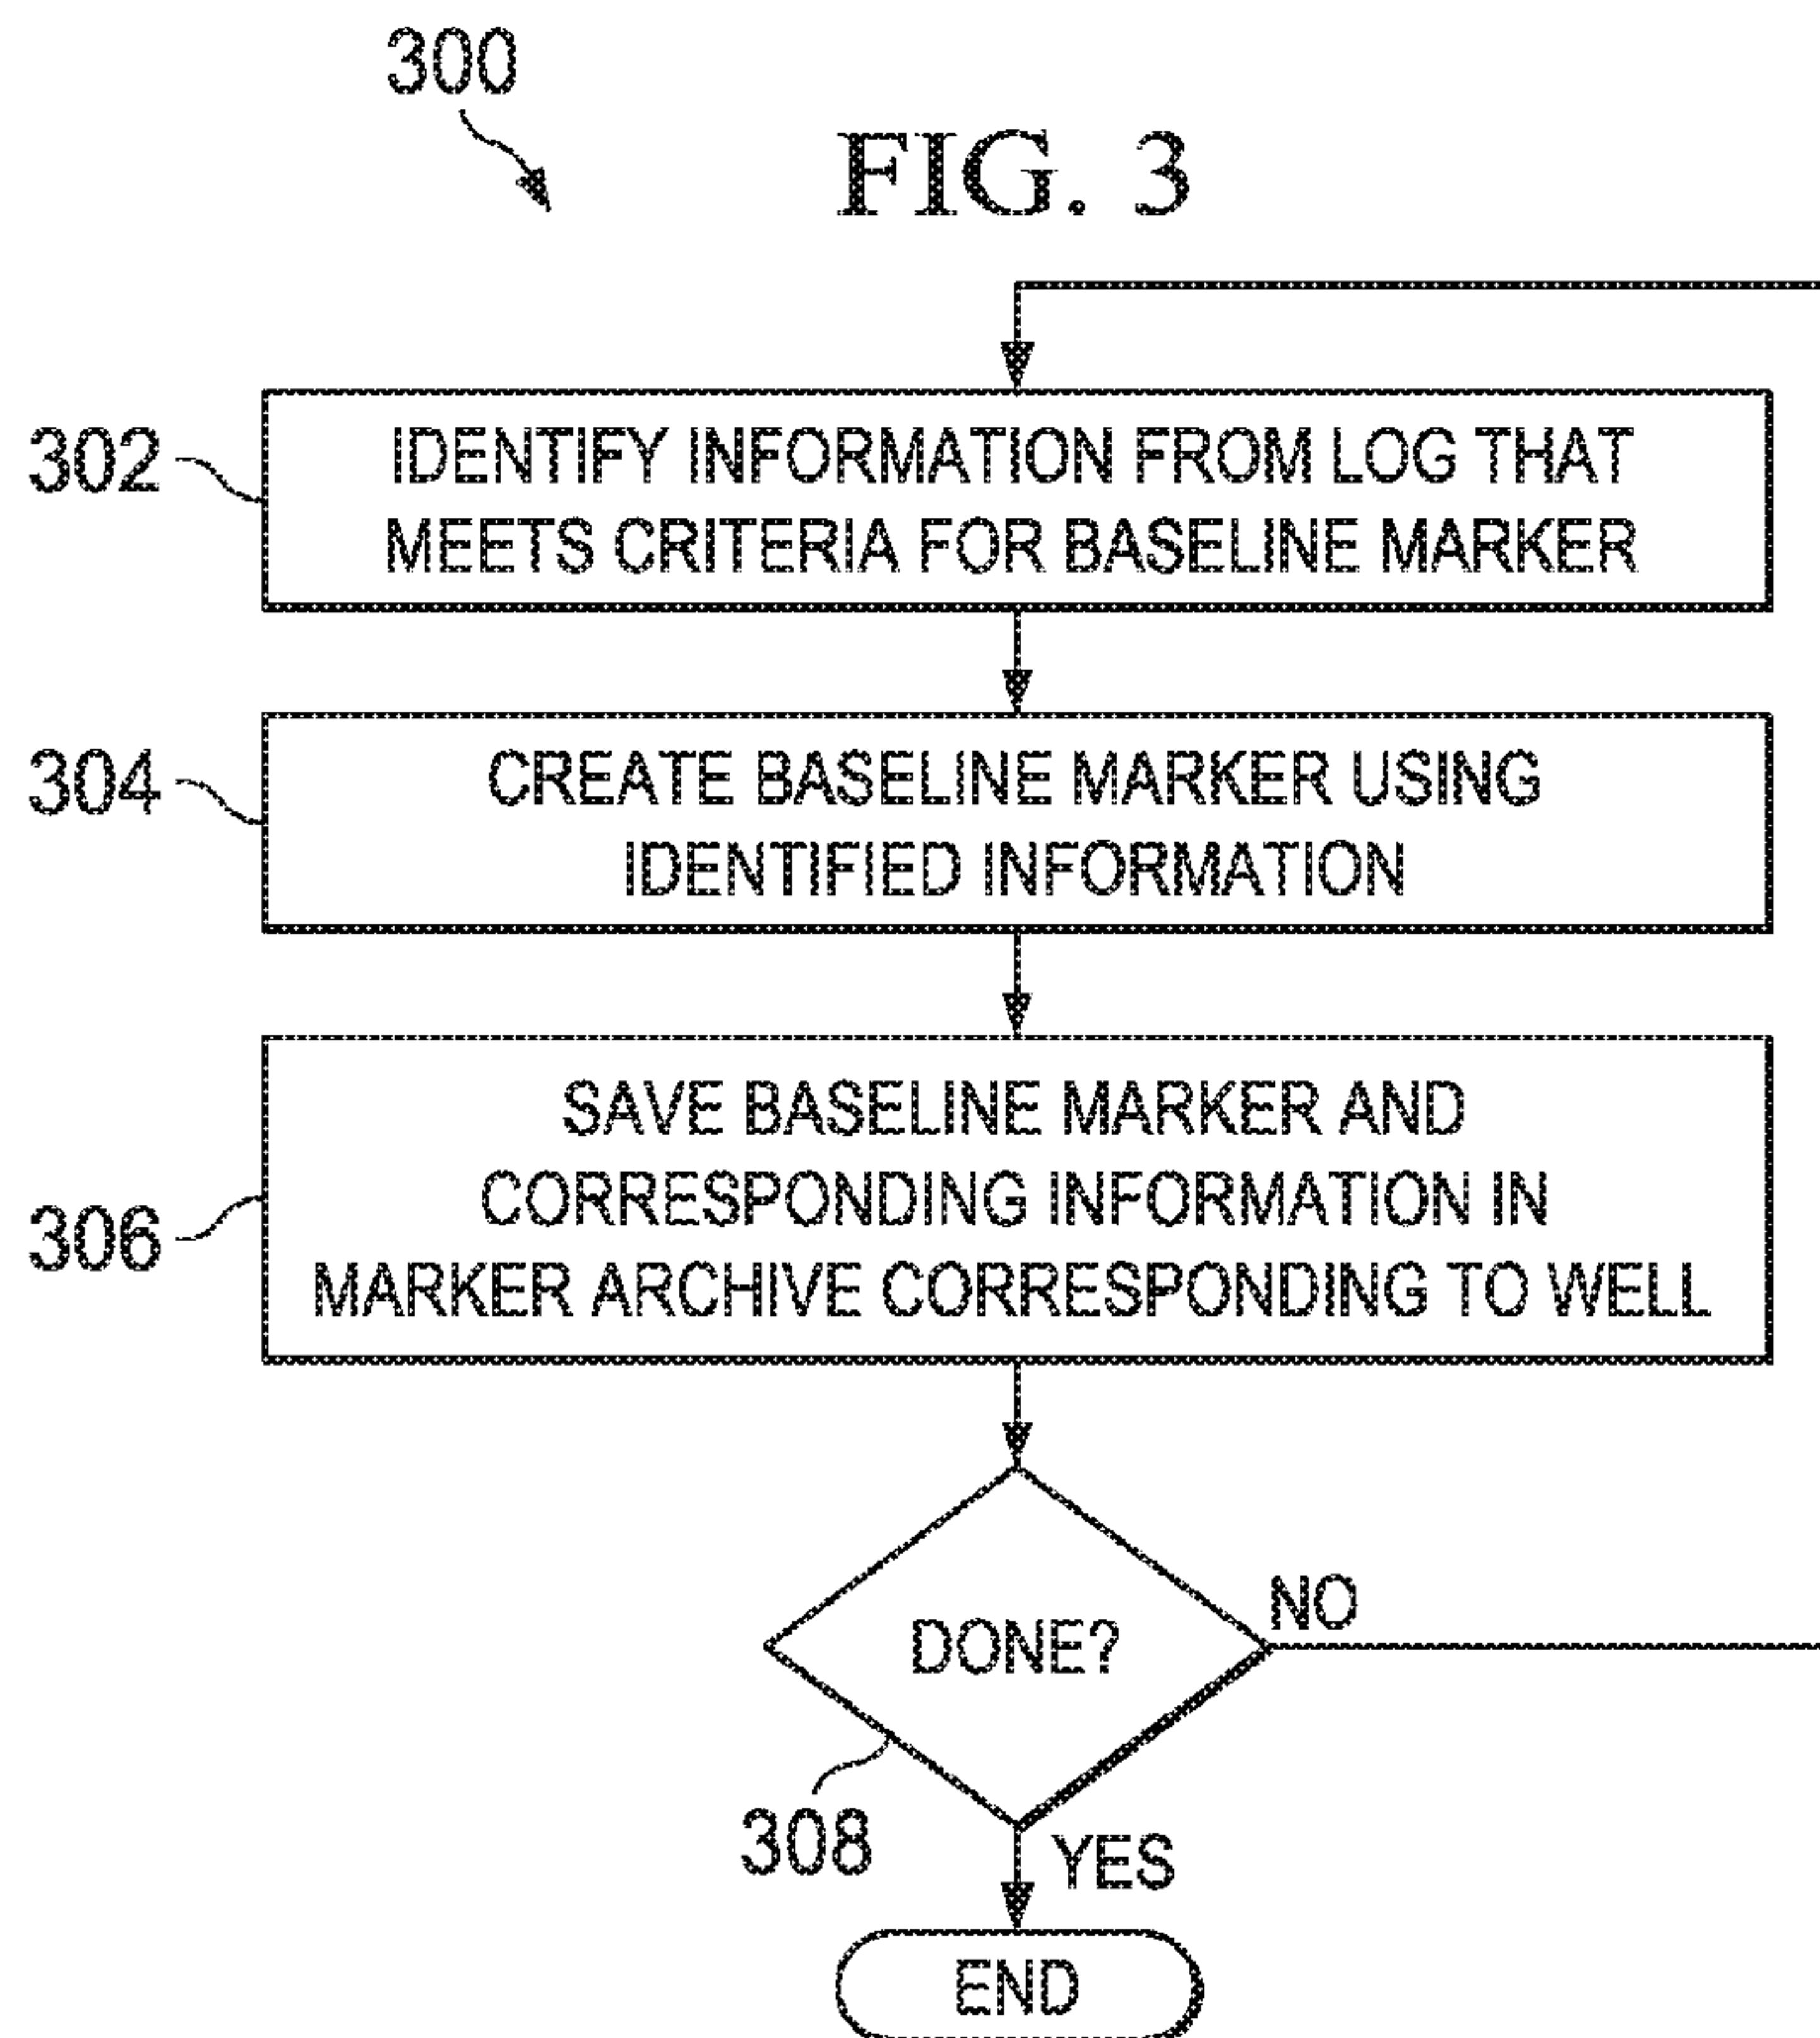 300
FIG. 3
302
IDENTIFY INFORMATION FROM LOG THAT
MEETS CRITERIA FOR BASELINE MARKER
304
CREATE BASELINE MARKER USING
IDENTIFIED INFORMATION
306
SAVE BASELINE MARKER AND
CORRESPONDING INFORMATION IN
MARKER ARCHIVE CORRESPONDING TO WELL
DONE?
NO
308
YES
END